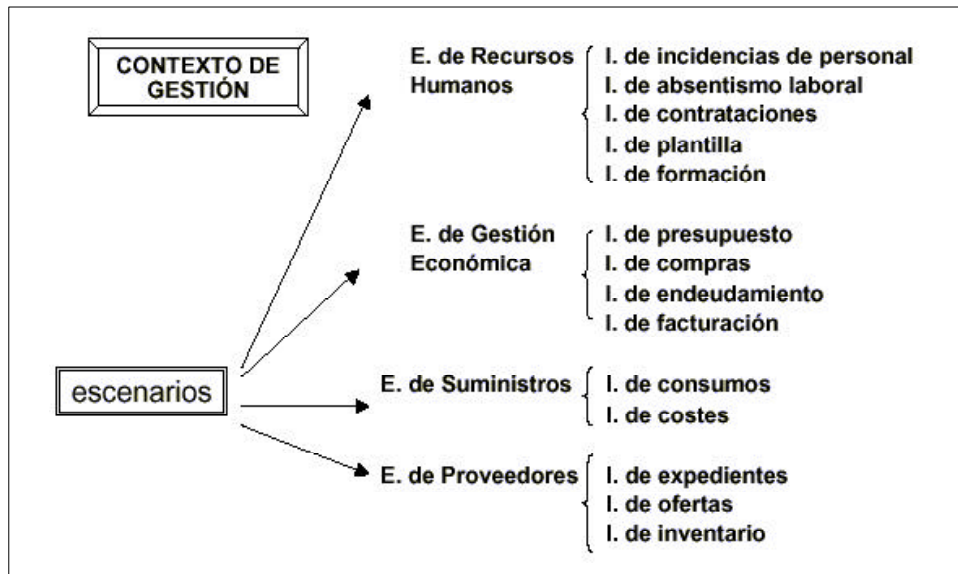 CONTEXTO DE
GESTIÓN
E. de Recursos
Humanos
I. de incidencias de personal
I. de absentismo laboral
I. de contrataciones
I. de plantilla
I. de formación
E. de Gestión
Económica
I. de presupuesto
I. de compras
I. de endeudamiento
I. de facturación
escenarios
E. de Suministros
I. de consumos
I. de costes
E. de Proveedores
I. de expedientes
I. de ofertas
I. de inventario